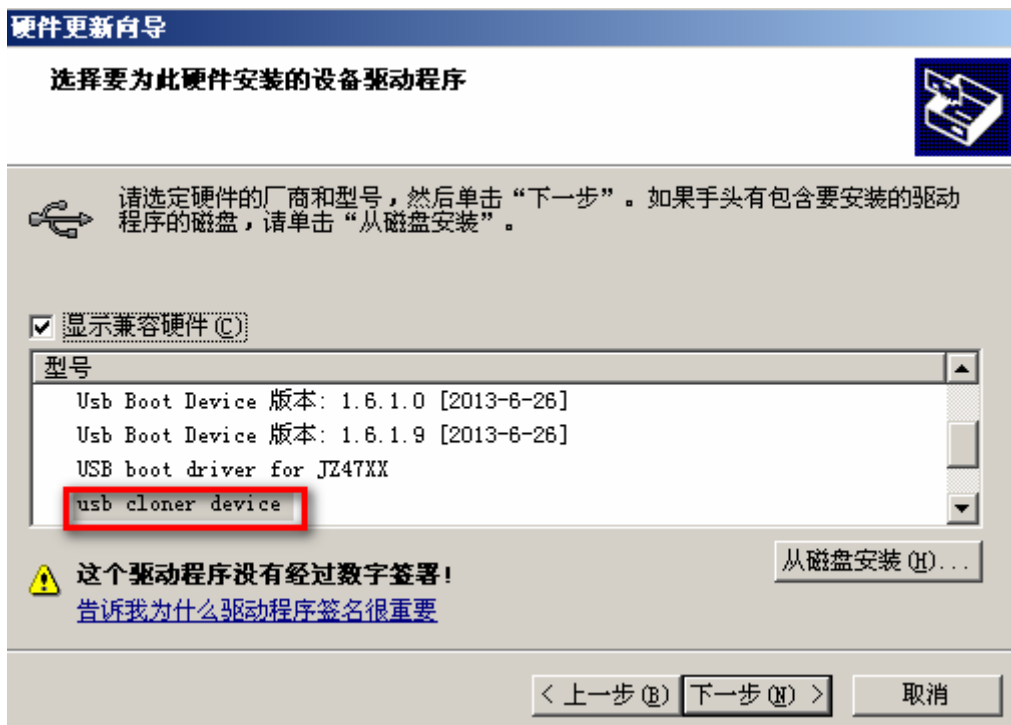 硬件更新向导
选择要为此硬件安装的设备驱动程序
请选定硬件的厂商和型号，然后单击“下一步”。如果手头有包含要安装的驱动
程序的磁盘，请单击“从磁盘安装”。
显示兼容硬件(C)
型号
Usb Boot Device 版本: 1.6.1.0 [2013-6-26]
Usb Boot Device 版本: 1.6.1.9 [2013-6-26]
USB boot driver for JZ47XX
usb cloner device
从磁盘安装(H)...
这个驱动程序没有经过数字签署!
告诉我为什么驱动程序签名很重要
< 上一步(B) 下一步(N) > 取消